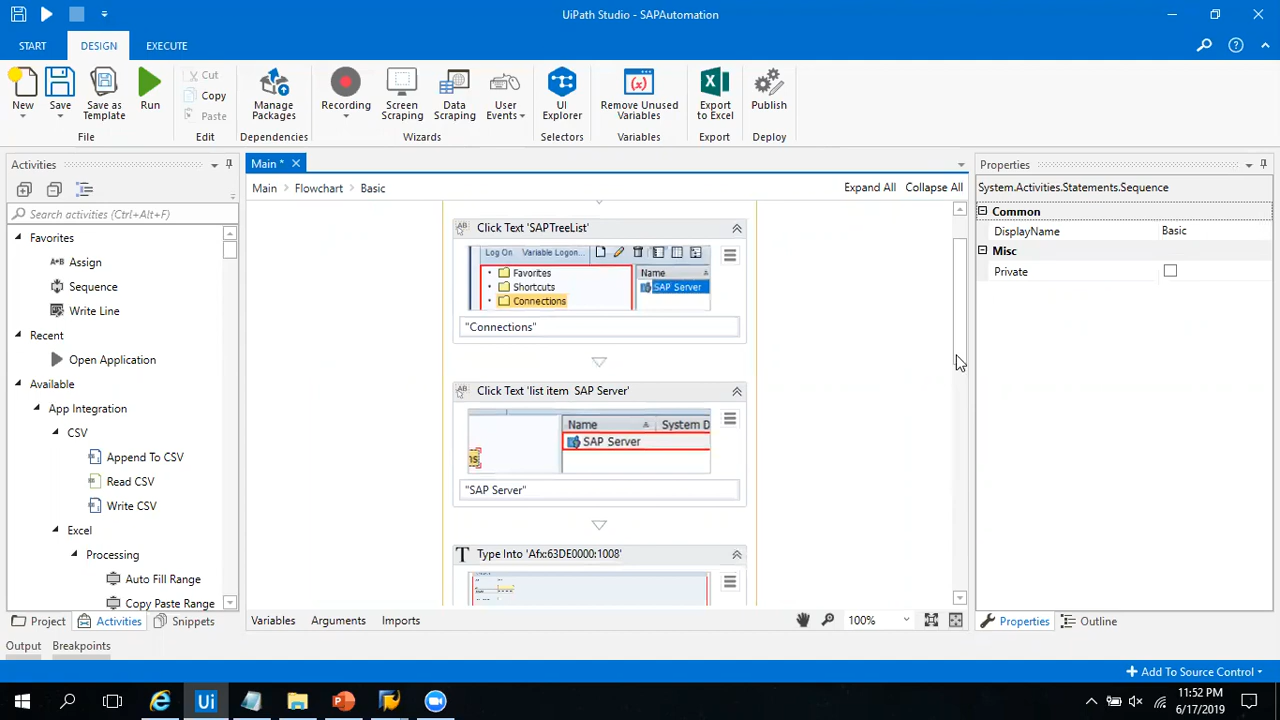 UiPath Studio - SAPAutomation
START
DESIGN
EXECUTE
New
Save
Save as
Template
Run
Cut
Copy
Paste
Manage
Packages
Recording
Screen
Scraping
Data
Scraping
User
Events
UI
Explorer
Remove Unused
Variables
Export
to Excel
Publish
File
Edit
Dependencies
Wizards
Selectors
Variables
Export
Deploy
Activities
Search activities (Ctrl+Alt+F)
Favorites
Assign
Sequence
Write Line
Recent
Open Application
Available
App Integration
CSV
Append To CSV
Read CSV
Write CSV
Excel
Processing
Auto Fill Range
Copy Paste Range
Project
Activities
Snippets
Main *
Main
Flowchart
Basic
Expand All
Collapse All
Click Text 'SAPTreeList'
Log On
Variable Logon...
Favorites
Shortcuts
Connections
Name
SAP Server
"Connections"
Click Text 'list item  SAP Server'
Name
System D
SAP Server
"SAP Server"
Type Into 'Afx:63DE0000:1008'
Variables
Arguments
Imports
100%
Properties
System.Activities.Statements.Sequence
Common
DisplayName
Basic
Misc
Private
Properties
Outline
Output
Breakpoints
Add To Source Control
Ui
11:52 PM
6/17/2019